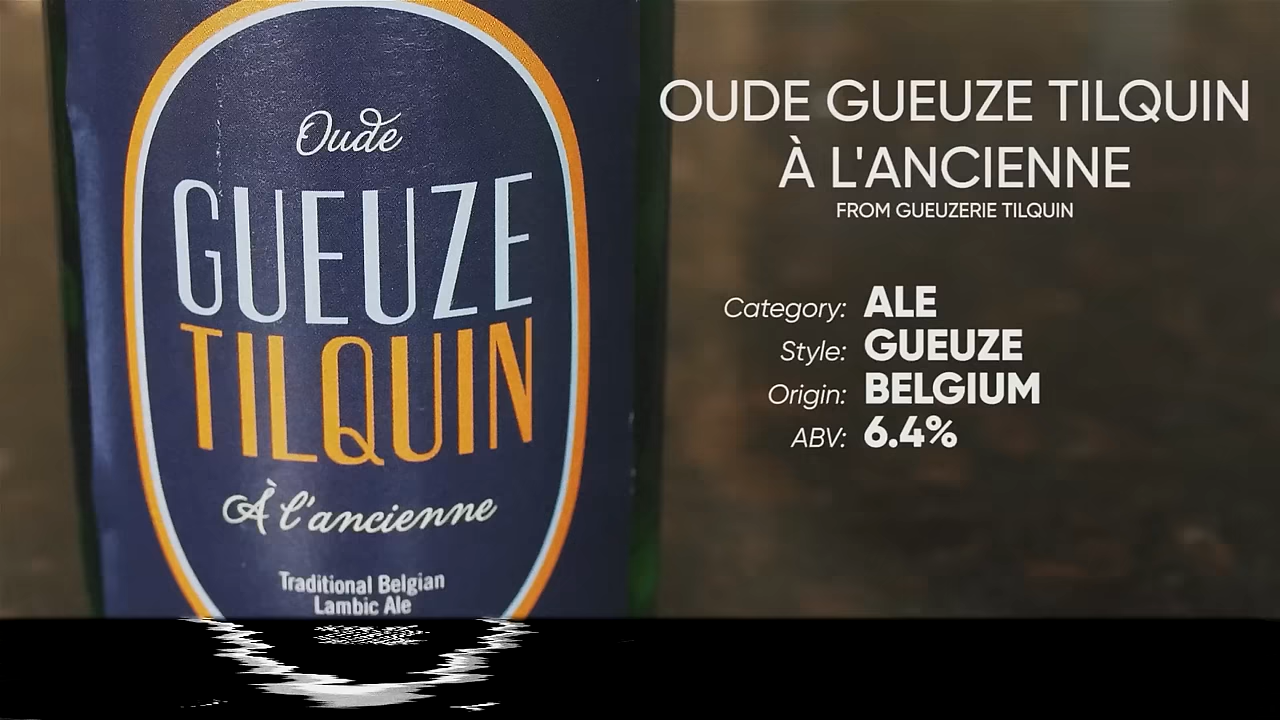 Oude
GUEUZE
TILQUIN
À l'ancienne
Traditional Belgian
Lambic Ale
OUDE GUEUZE TILQUIN
À L'ANCIENNE
FROM GUEUZERIE TILQUIN
Category: ALE
Style: GUEUZE
Origin: BELGIUM
ABV: 6.4%